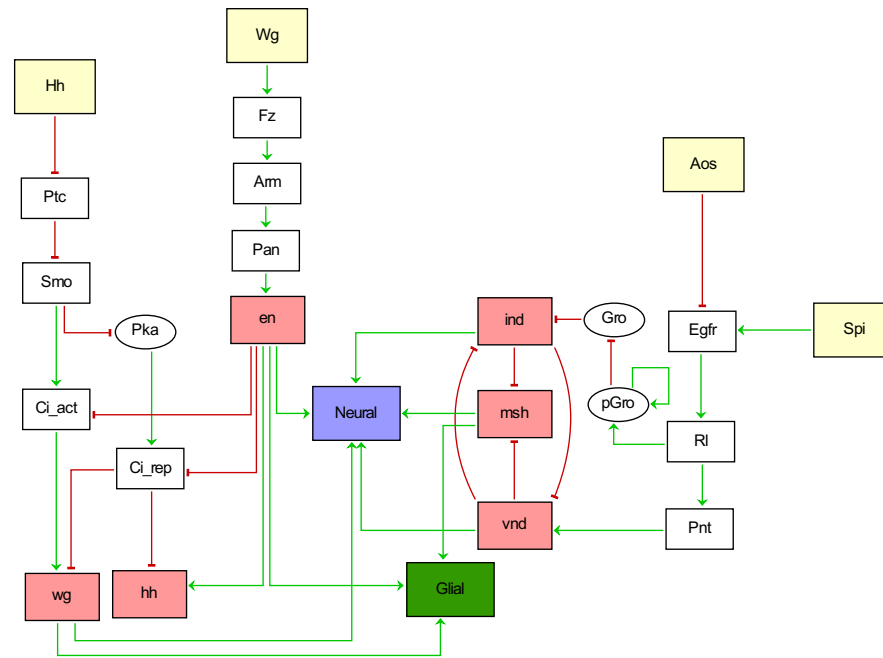 Wg
Hh
Fz
Aos
Arm
Ptc
Pan
Smo
en
ind
Gro
Egfr
Spi
Pka
Ci_act
Neural
msh
pGro
Rl
Ci_rep
vnd
Pnt
wg
hh
Glial